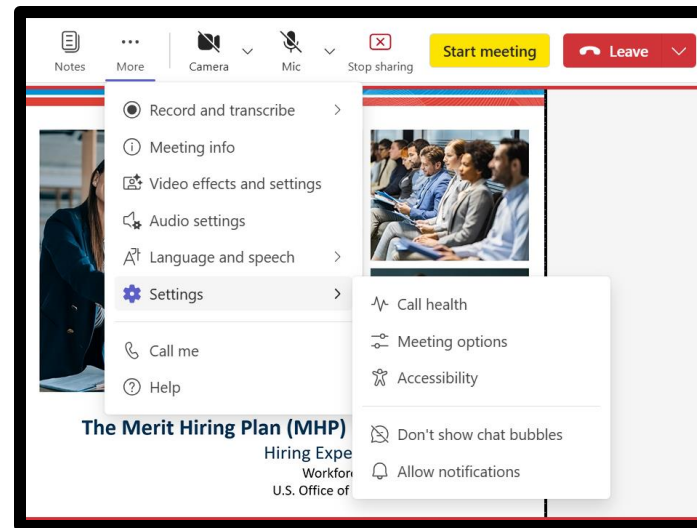 Notes
More
Camera
Mic
Stop sharing
Start meeting
Leave
Record and transcribe
Meeting info
Video effects and settings
Audio settings
Language and speech
Settings
Call me
Help
Call health
Meeting options
Accessibility
Don't show chat bubbles
Allow notifications
The Merit Hiring Plan (MHP)
Hiring Expe
Workfor
U.S. Office of